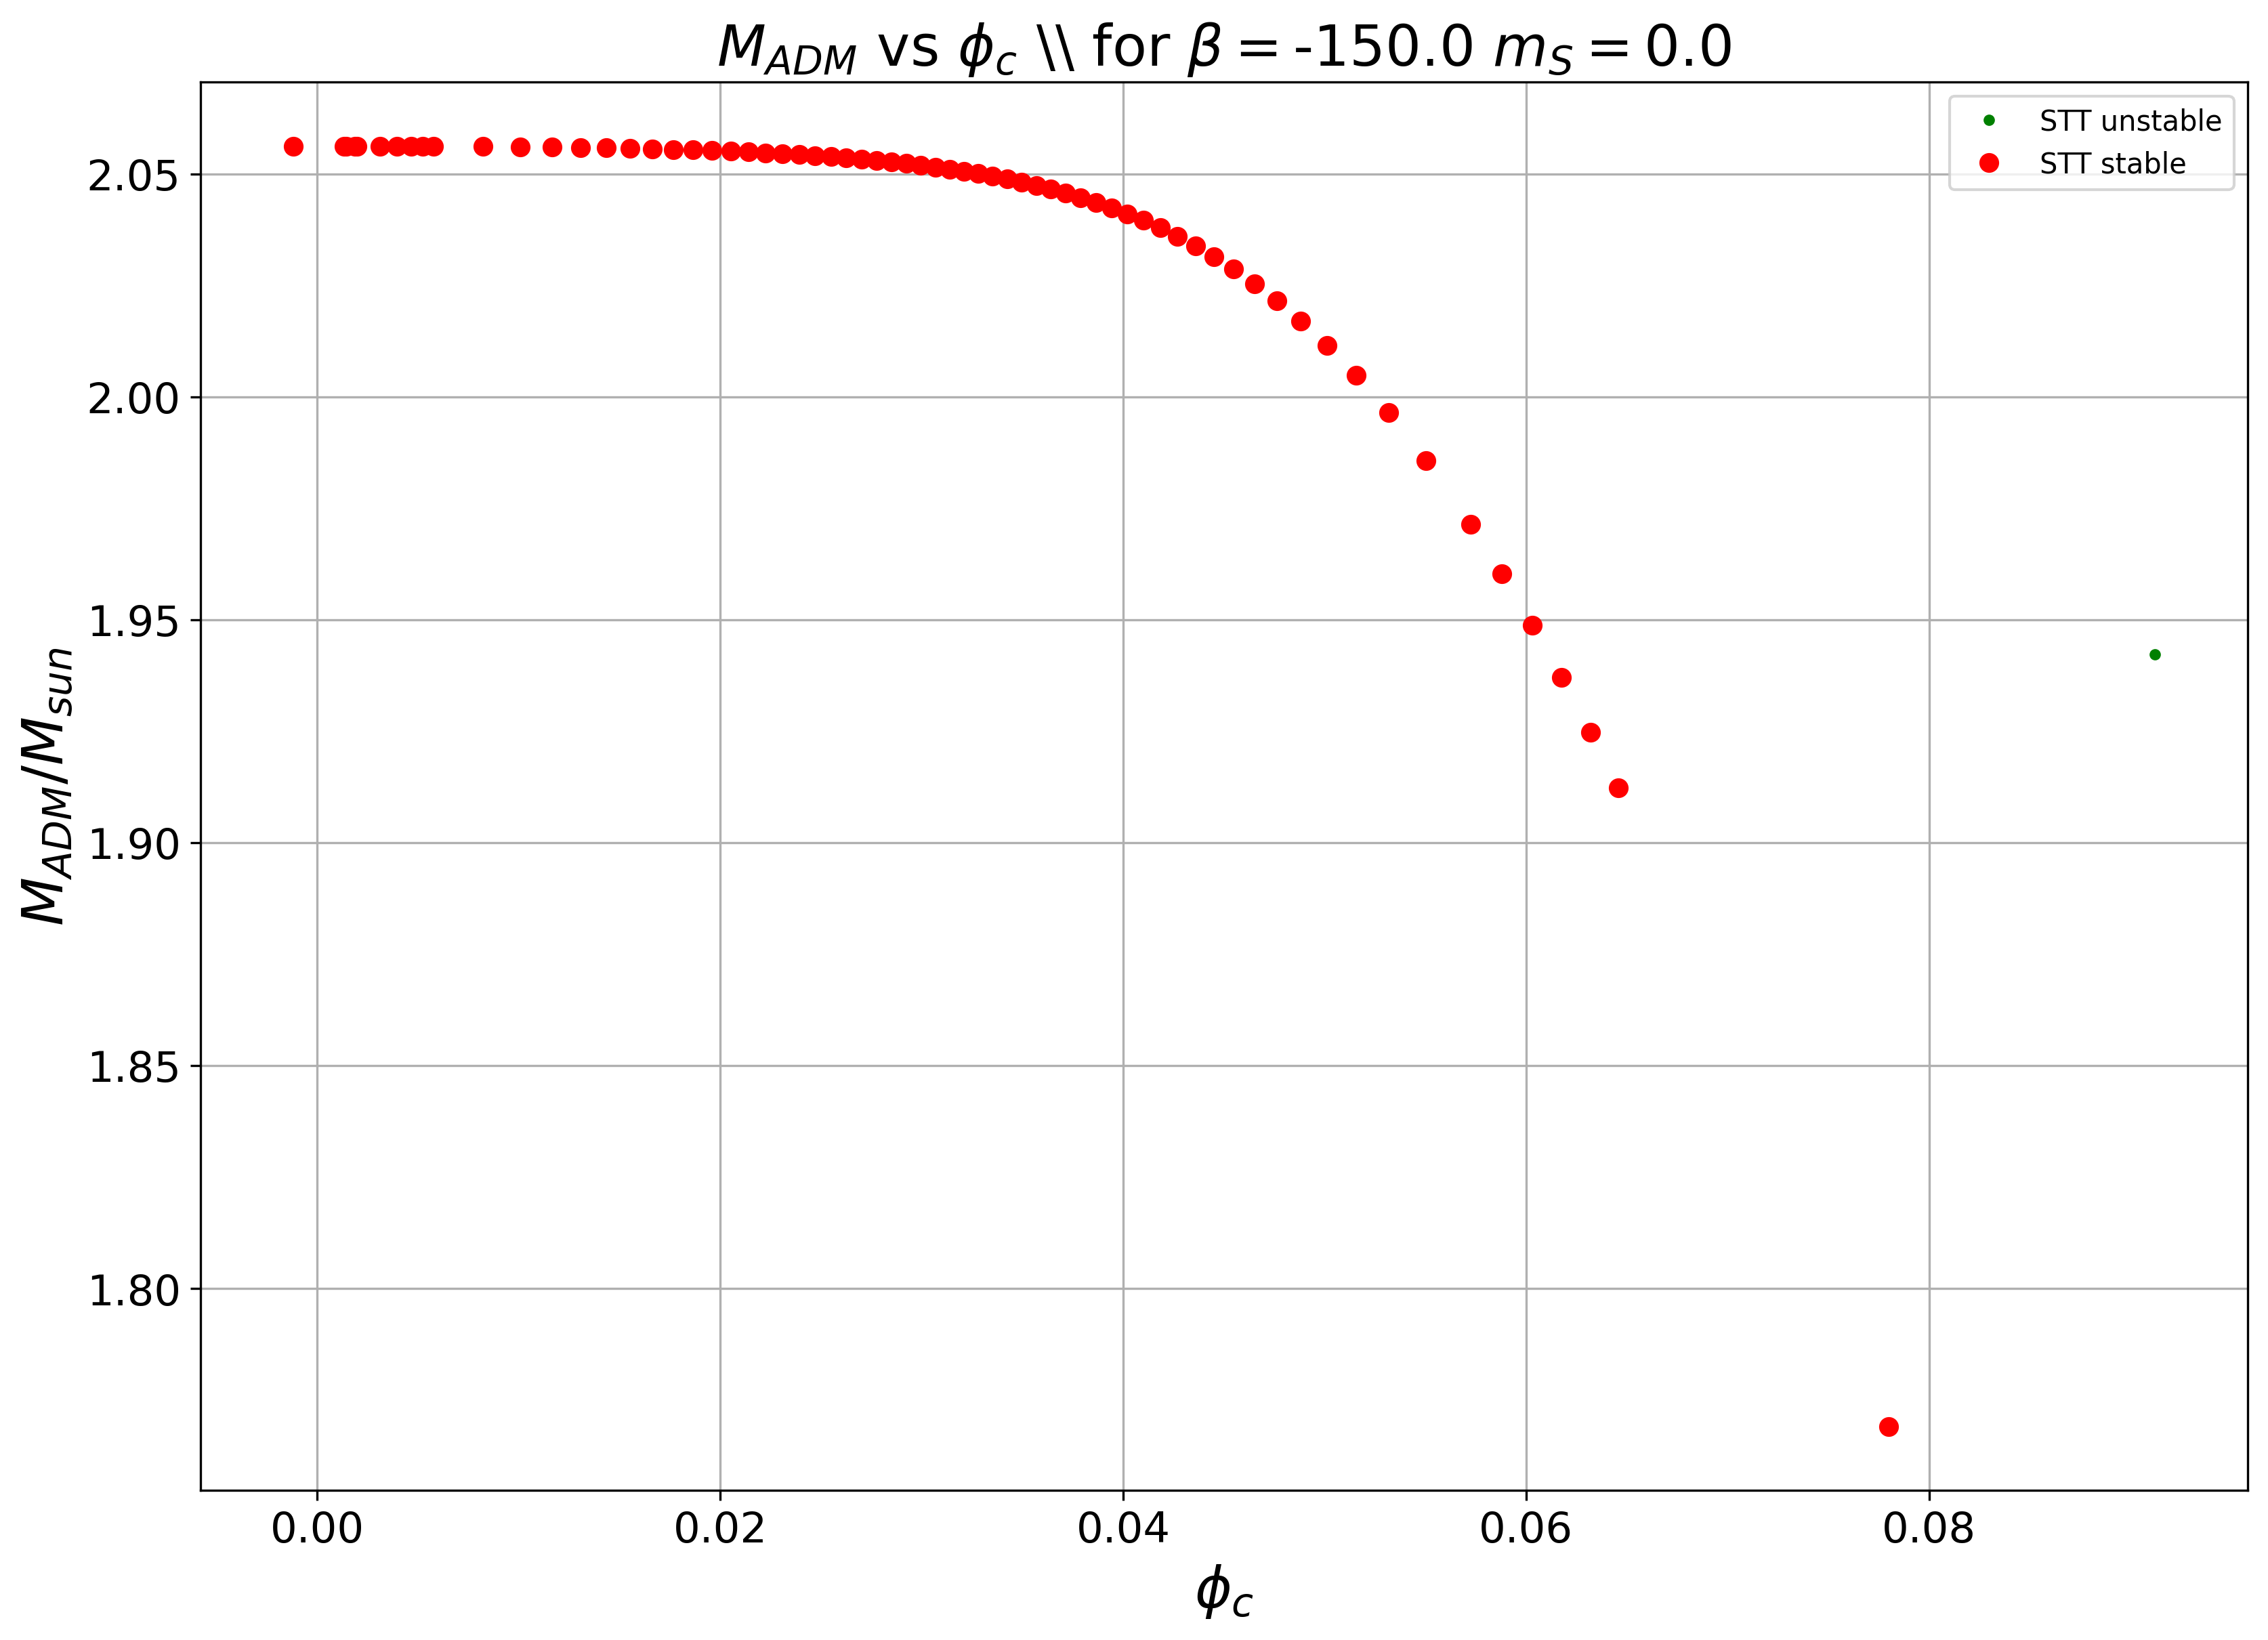 M_ADM vs ϕ_c \\ for β = -150.0 m_S = 0.0
STT unstable
STT stable
M_ADM/M_sun
2.05
2.00
1.95
1.90
1.85
1.80
0.00 0.02 0.04 0.06 0.08
ϕ_c